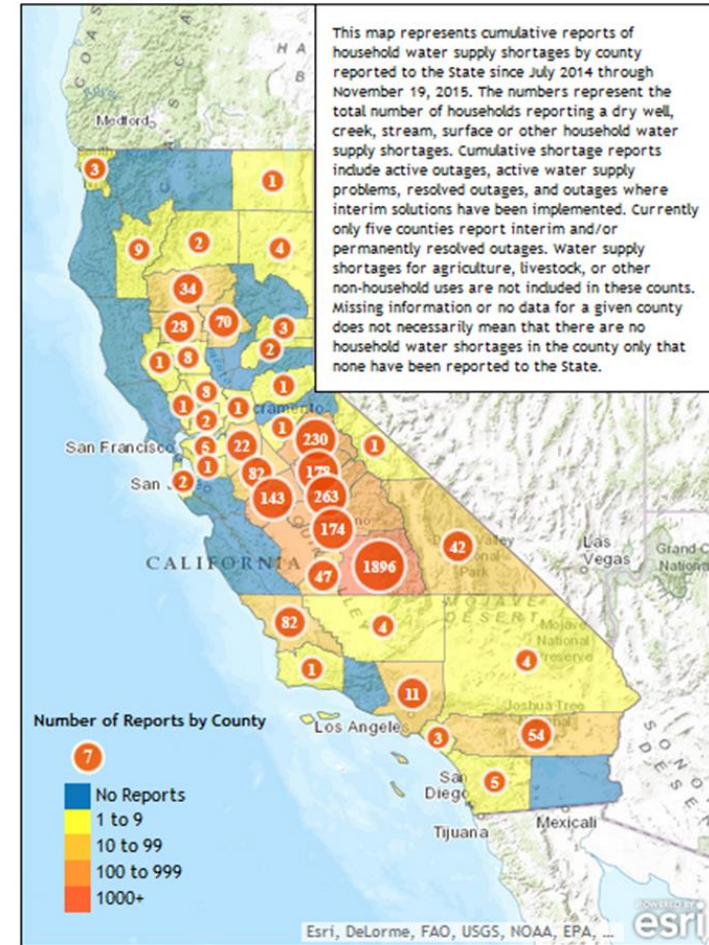 This map represents cumulative reports of
household water supply shortages by county
reported to the State since July 2014 through
November 19, 2015. The numbers represent the
total number of households reporting a dry well,
creek, stream, surface or other household water
supply shortages. Cumulative shortage reports
include active outages, active water supply
problems, resolved outages, and outages where
interim solutions have been implemented. Currently
only five counties report interim and/or
permanently resolved outages. Water supply
shortages for agriculture, livestock, or other
non-household uses are not included in these counts.
Missing information or no data for a given county
does not necessarily mean that there are no
household water shortages in the county only that
none have been reported to the State.
Medford
3
1
9
2
4
34
28
70
3
2
1
8
1
8
1
1
2
1
230
1
San Francisco
5
22
178
1
82
San
2
143
263
174
42
Las
Vegas
Grand C
Nationa
CALIFORNIA
47
1896
MOJAVE
DESERT
82
4
Mojave
National
Preserve
4
1
11
Joshua Tree
Los Angeles
3
54
Number of Reports by County
7
San
Diego
5
Tijuana
Mexicali
SONO
DESER
No Reports
1 to 9
10 to 99
100 to 999
1000+
Esri, DeLorme, FAO, USGS, NOAA, EPA, ...
POWERED BY
esri